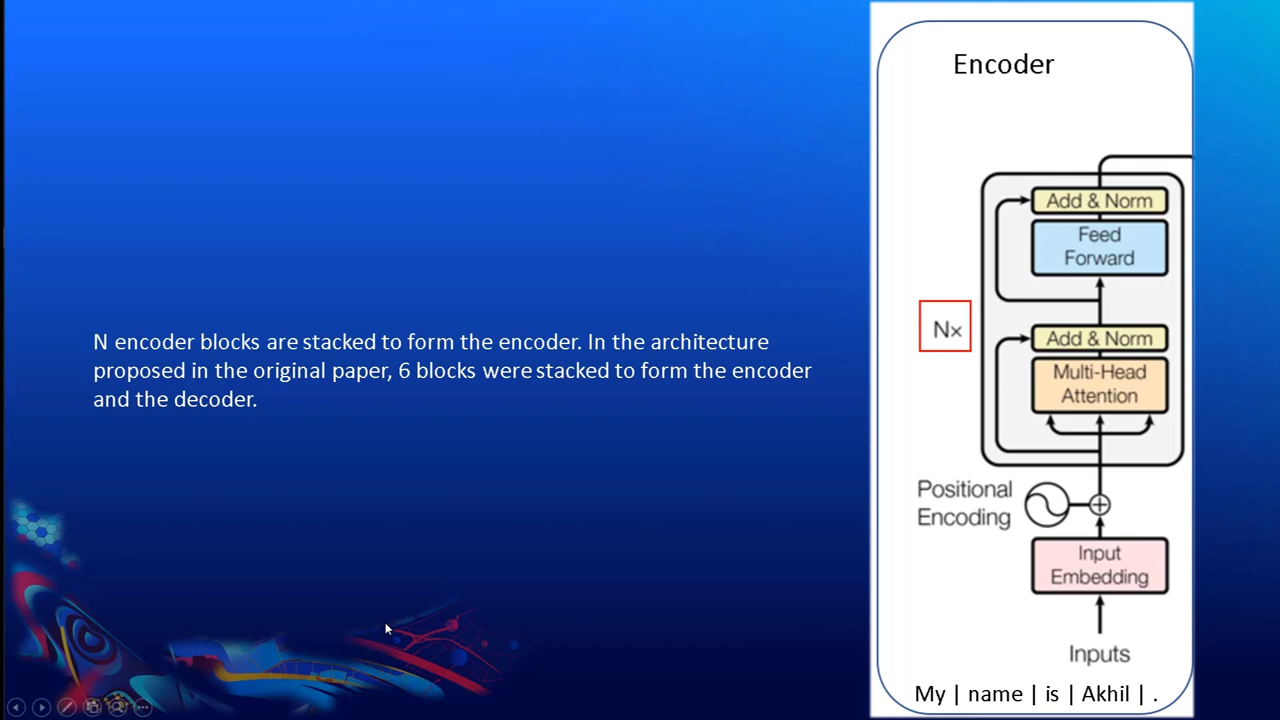 N encoder blocks are stacked to form the encoder. In the architecture
proposed in the original paper, 6 blocks were stacked to form the encoder
and the decoder.
Encoder
Add & Norm
Feed
Forward
N×
Add & Norm
Multi-Head
Attention
Positional
Encoding
Input
Embedding
Inputs
My | name | is | Akhil | .